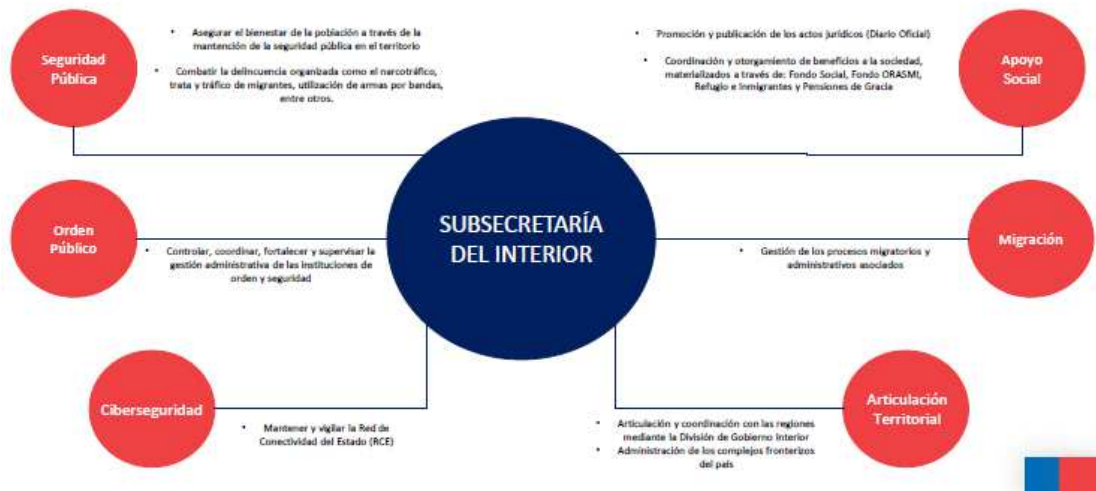 Seguridad
Pública
• Asegurar el bienestar de la población a través de la
mantención de la seguridad pública en el territorio
• Combatir la delincuencia organizada como el narcotráfico,
trata y tráfico de migrantes, utilización de armas por bandas,
entre otros.
• Promoción y publicación de los actos jurídicos (Diario Oficial)
• Coordinación y otorgamiento de beneficios a la sociedad,
materializados a través de: Fondo Social, Fondo ORASMI,
Refugio e Inmigrantes y Pensiones de Gracia
Apoyo
Social
SUBSECRETARÍA
DEL INTERIOR
Orden
Público
• Controlar, coordinar, fortalecer y supervisar la
gestión administrativa de las instituciones de
orden y seguridad
• Gestión de los procesos migratorios y
administrativos asociados
Migración
Ciberseguridad
• Mantener y vigilar la Red de
Conectividad del Estado (RCE)
• Articulación y coordinación con las regiones
mediante la División de Gobierno Interior
• Administración de los complejos fronterizos
del país
Articulación
Territorial